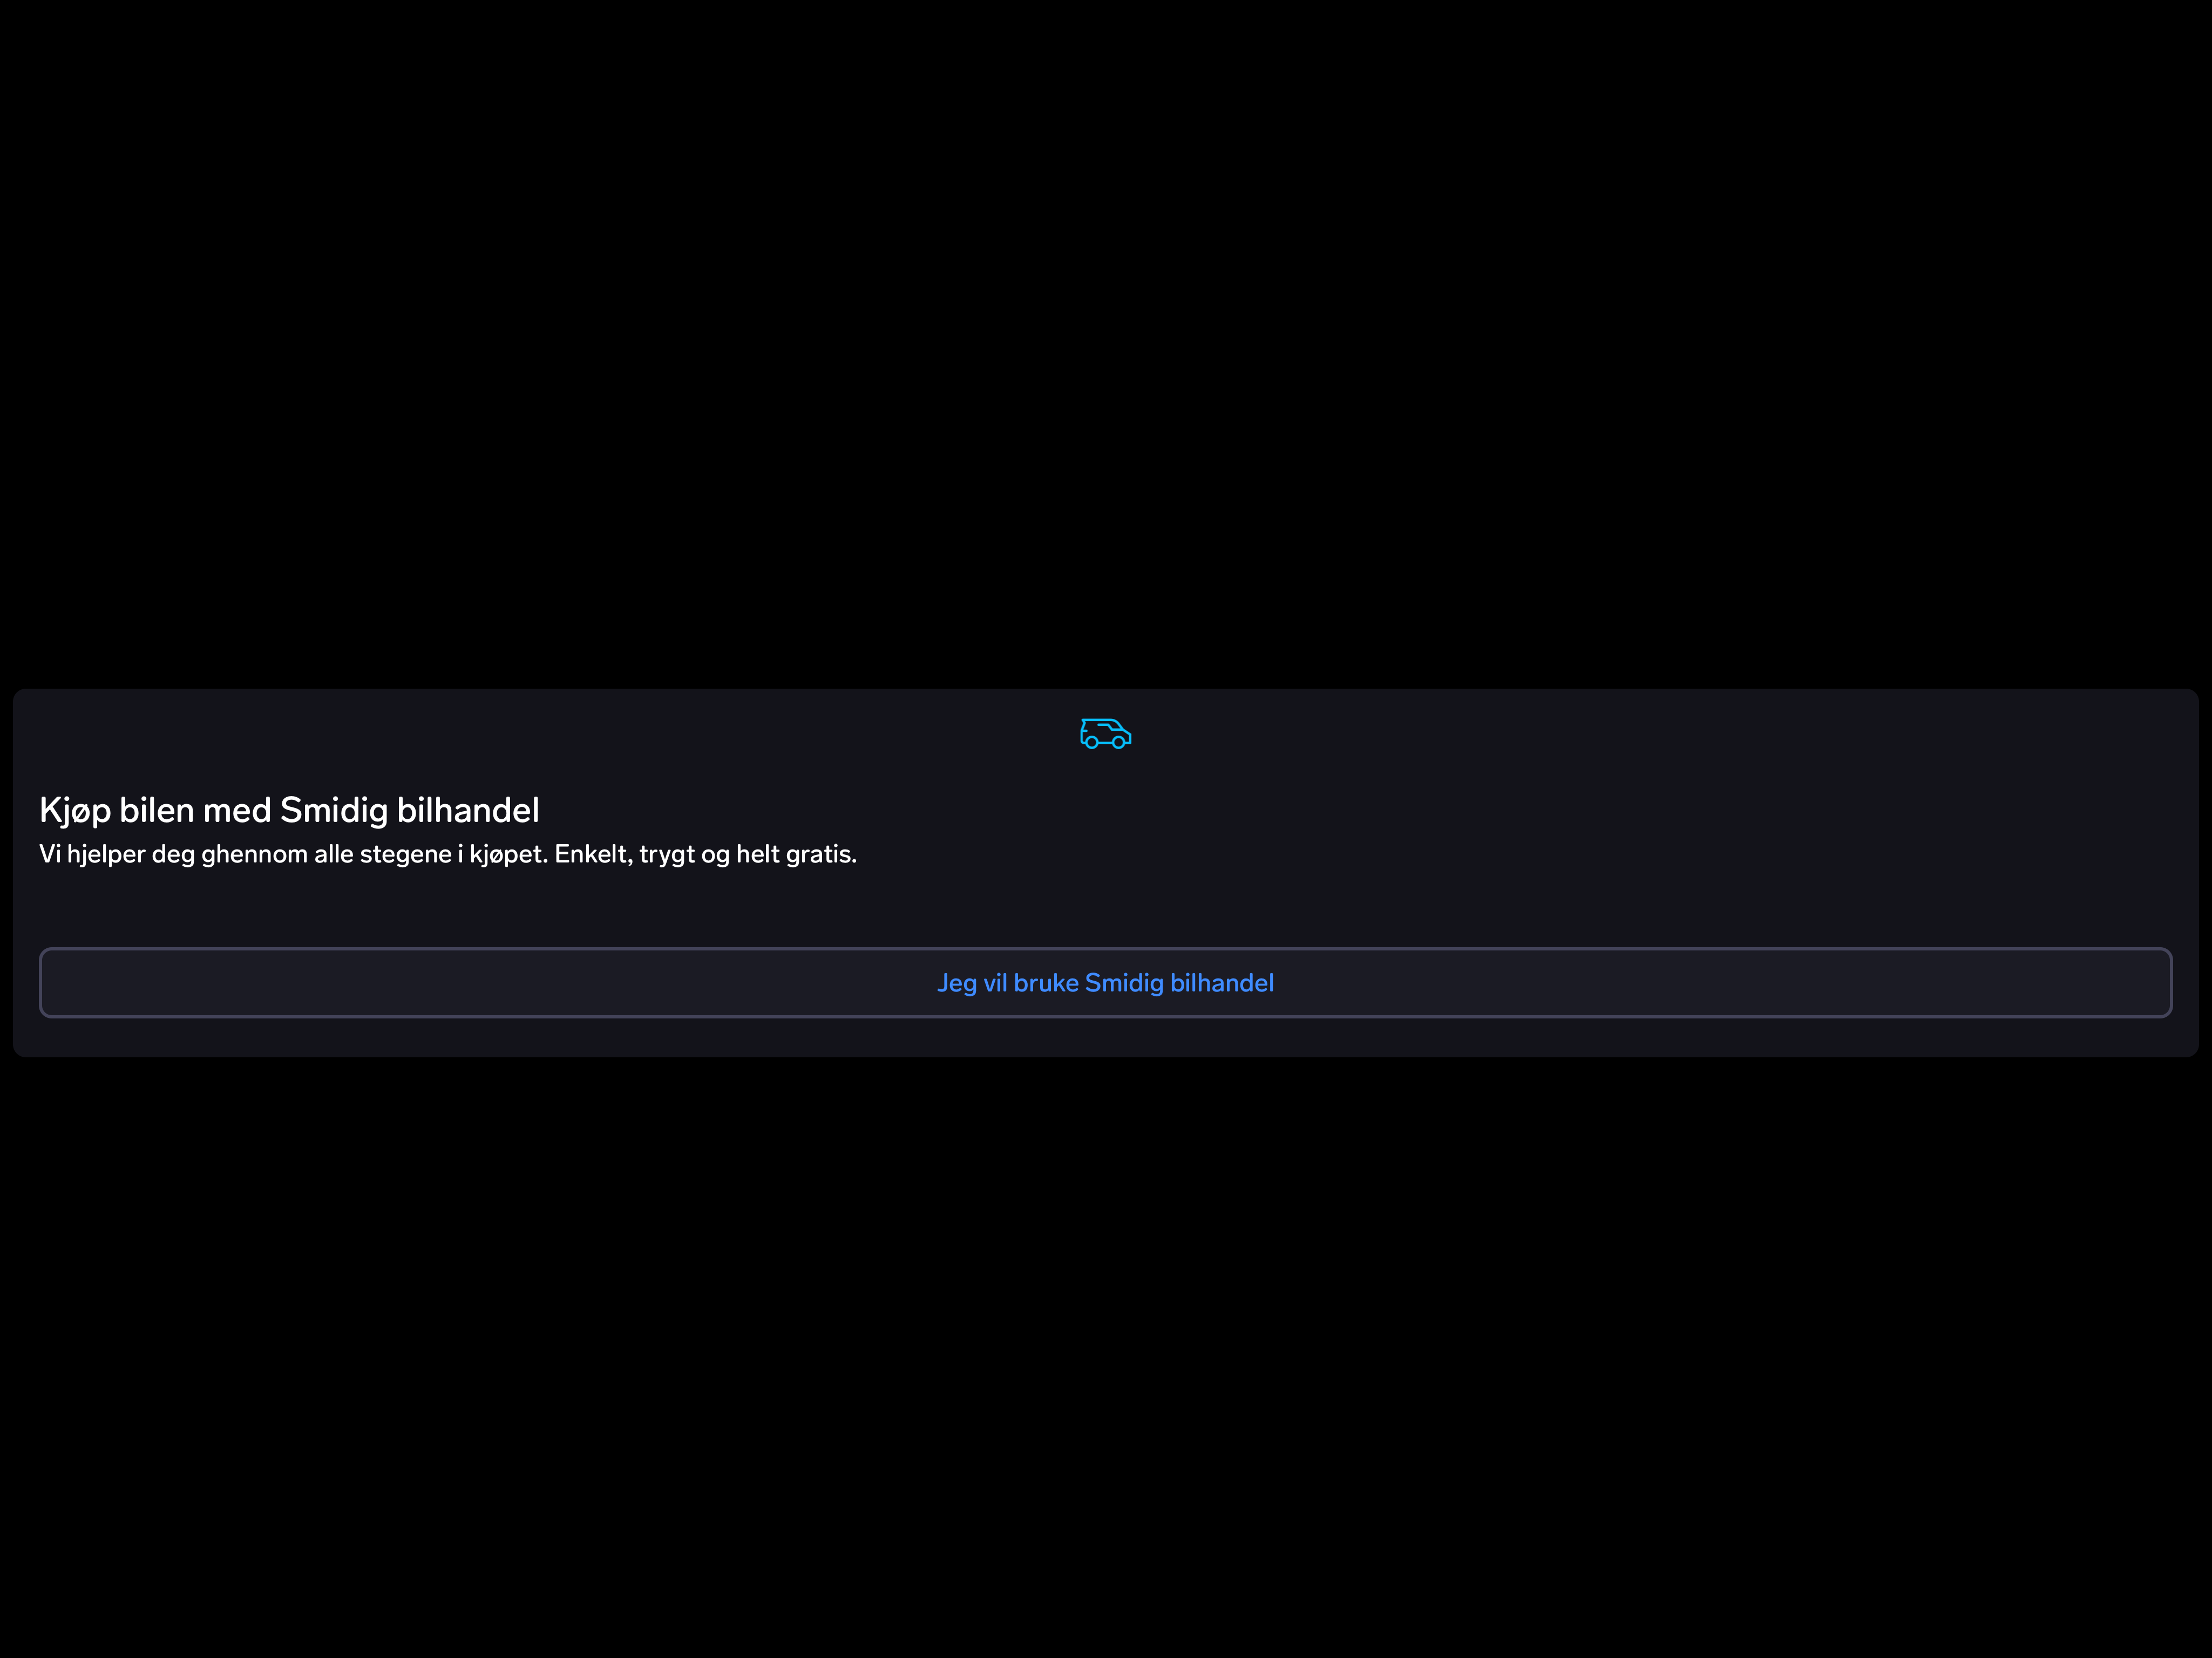 Kjøp bilen med Smidig bilhandel
Vi hjelper deg ghennom alle stegene i kjøpet. Enkelt, trygt og helt gratis.
Jeg vil bruke Smidig bilhandel